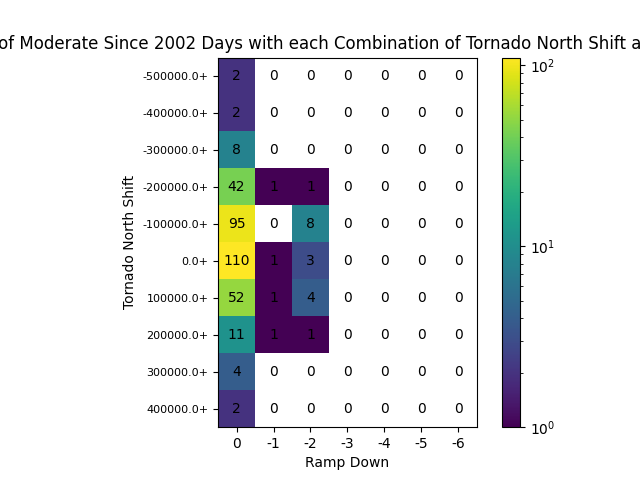 of Moderate Since 2002 Days with each Combination of Tornado North Shift a
Tornado North Shift
-500000.0+ 2 0 0 0 0 0 0
-400000.0+ 2 0 0 0 0 0 0
-300000.0+ 8 0 0 0 0 0 0
-200000.0+ 42 1 1 0 0 0 0
-100000.0+ 95 0 8 0 0 0 0
0.0+ 110 1 3 0 0 0 0
100000.0+ 52 1 4 0 0 0 0
200000.0+ 11 1 1 0 0 0 0
300000.0+ 4 0 0 0 0 0 0
400000.0+ 2 0 0 0 0 0 0
0 -1 -2 -3 -4 -5 -6
Ramp Down
10²
10¹
10⁰